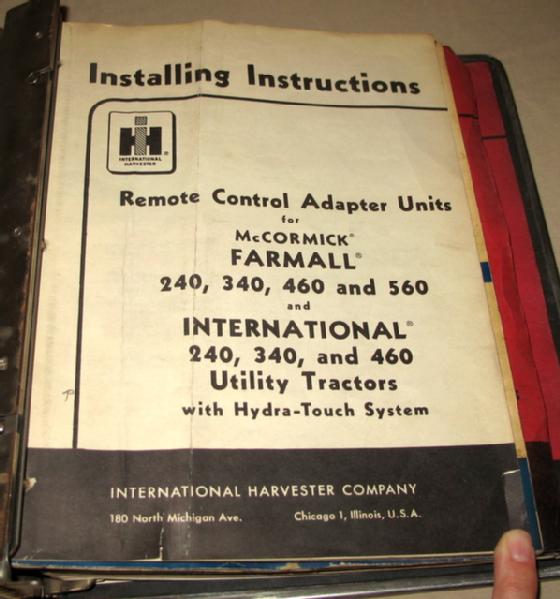 Installing Instructions
IH
INTERNATIONAL
HARVESTER
®
Remote Control Adapter Units
for
McCORMICK®
FARMALL®
240, 340, 460 and 560
and
INTERNATIONAL®
240, 340, and 460
Utility Tractors
with Hydra-Touch System
INTERNATIONAL HARVESTER COMPANY
180 North Michigan Ave. Chicago 1, Illinois, U.S.A.